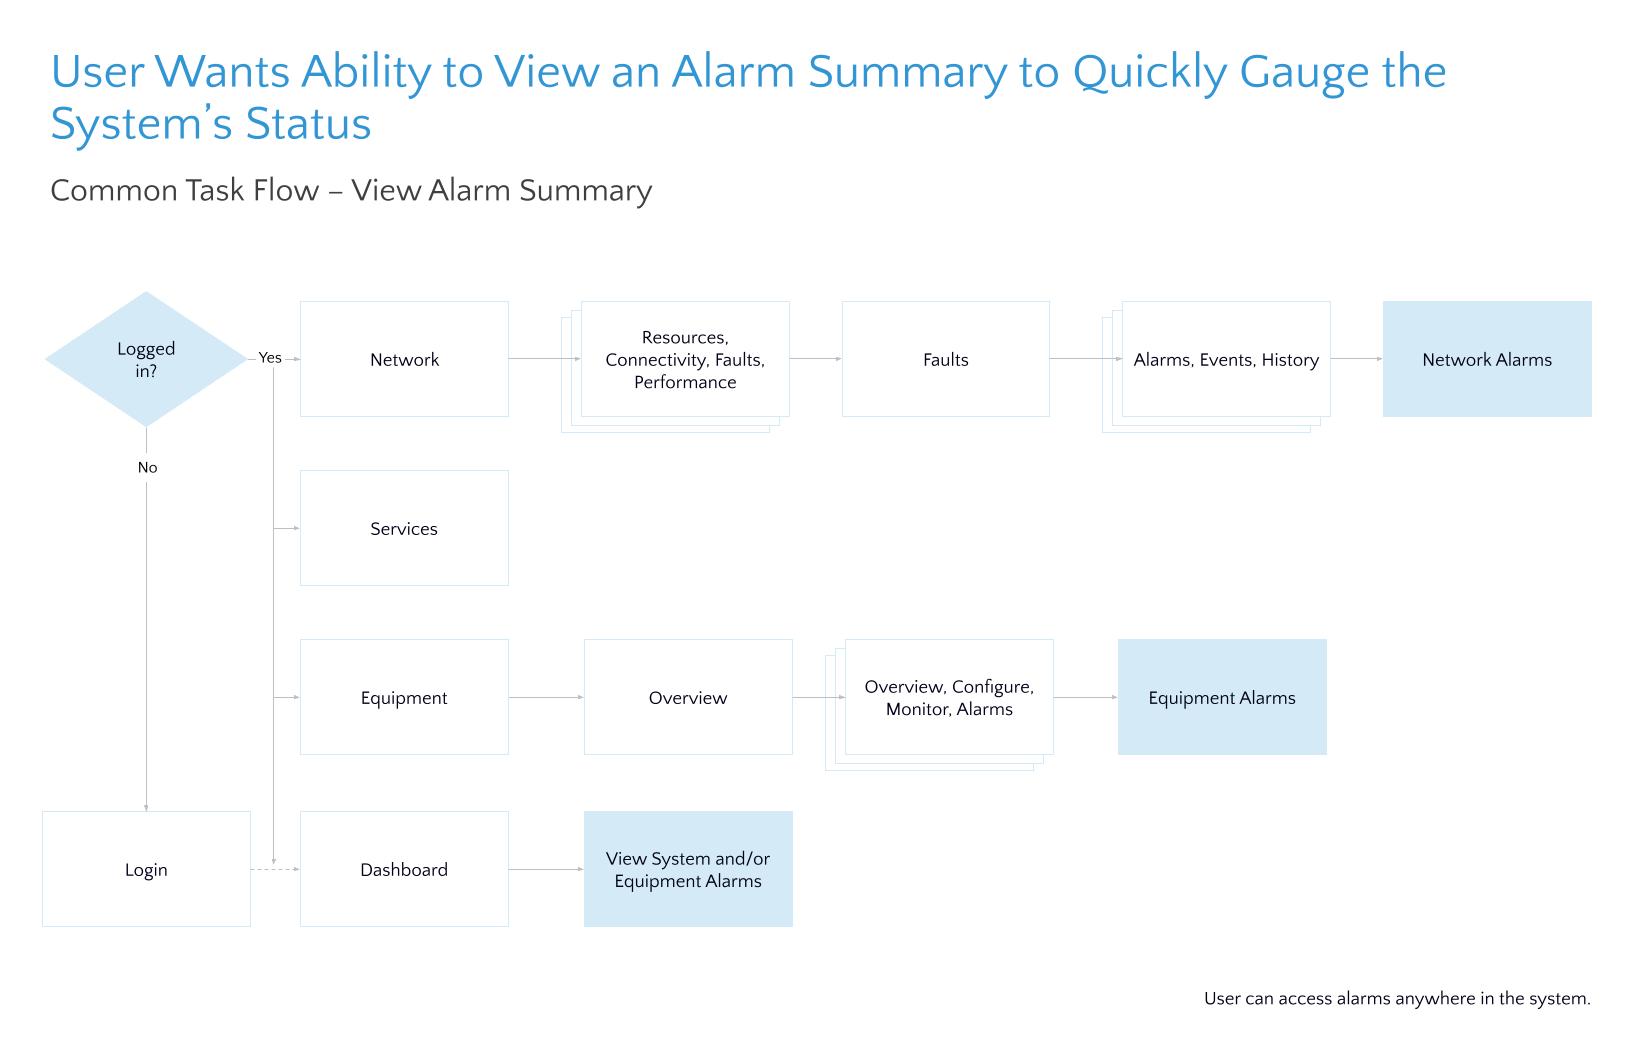 User Wants Ability to View an Alarm Summary to Quickly Gauge the
System’s Status
Common Task Flow – View Alarm Summary
Logged
in?
Yes
Network
Resources,
Connectivity, Faults,
Performance
Faults
Alarms, Events, History
Network Alarms
No
Services
Equipment
Overview
Overview, Configure,
Monitor, Alarms
Equipment Alarms
Login
Dashboard
View System and/or
Equipment Alarms
User can access alarms anywhere in the system.